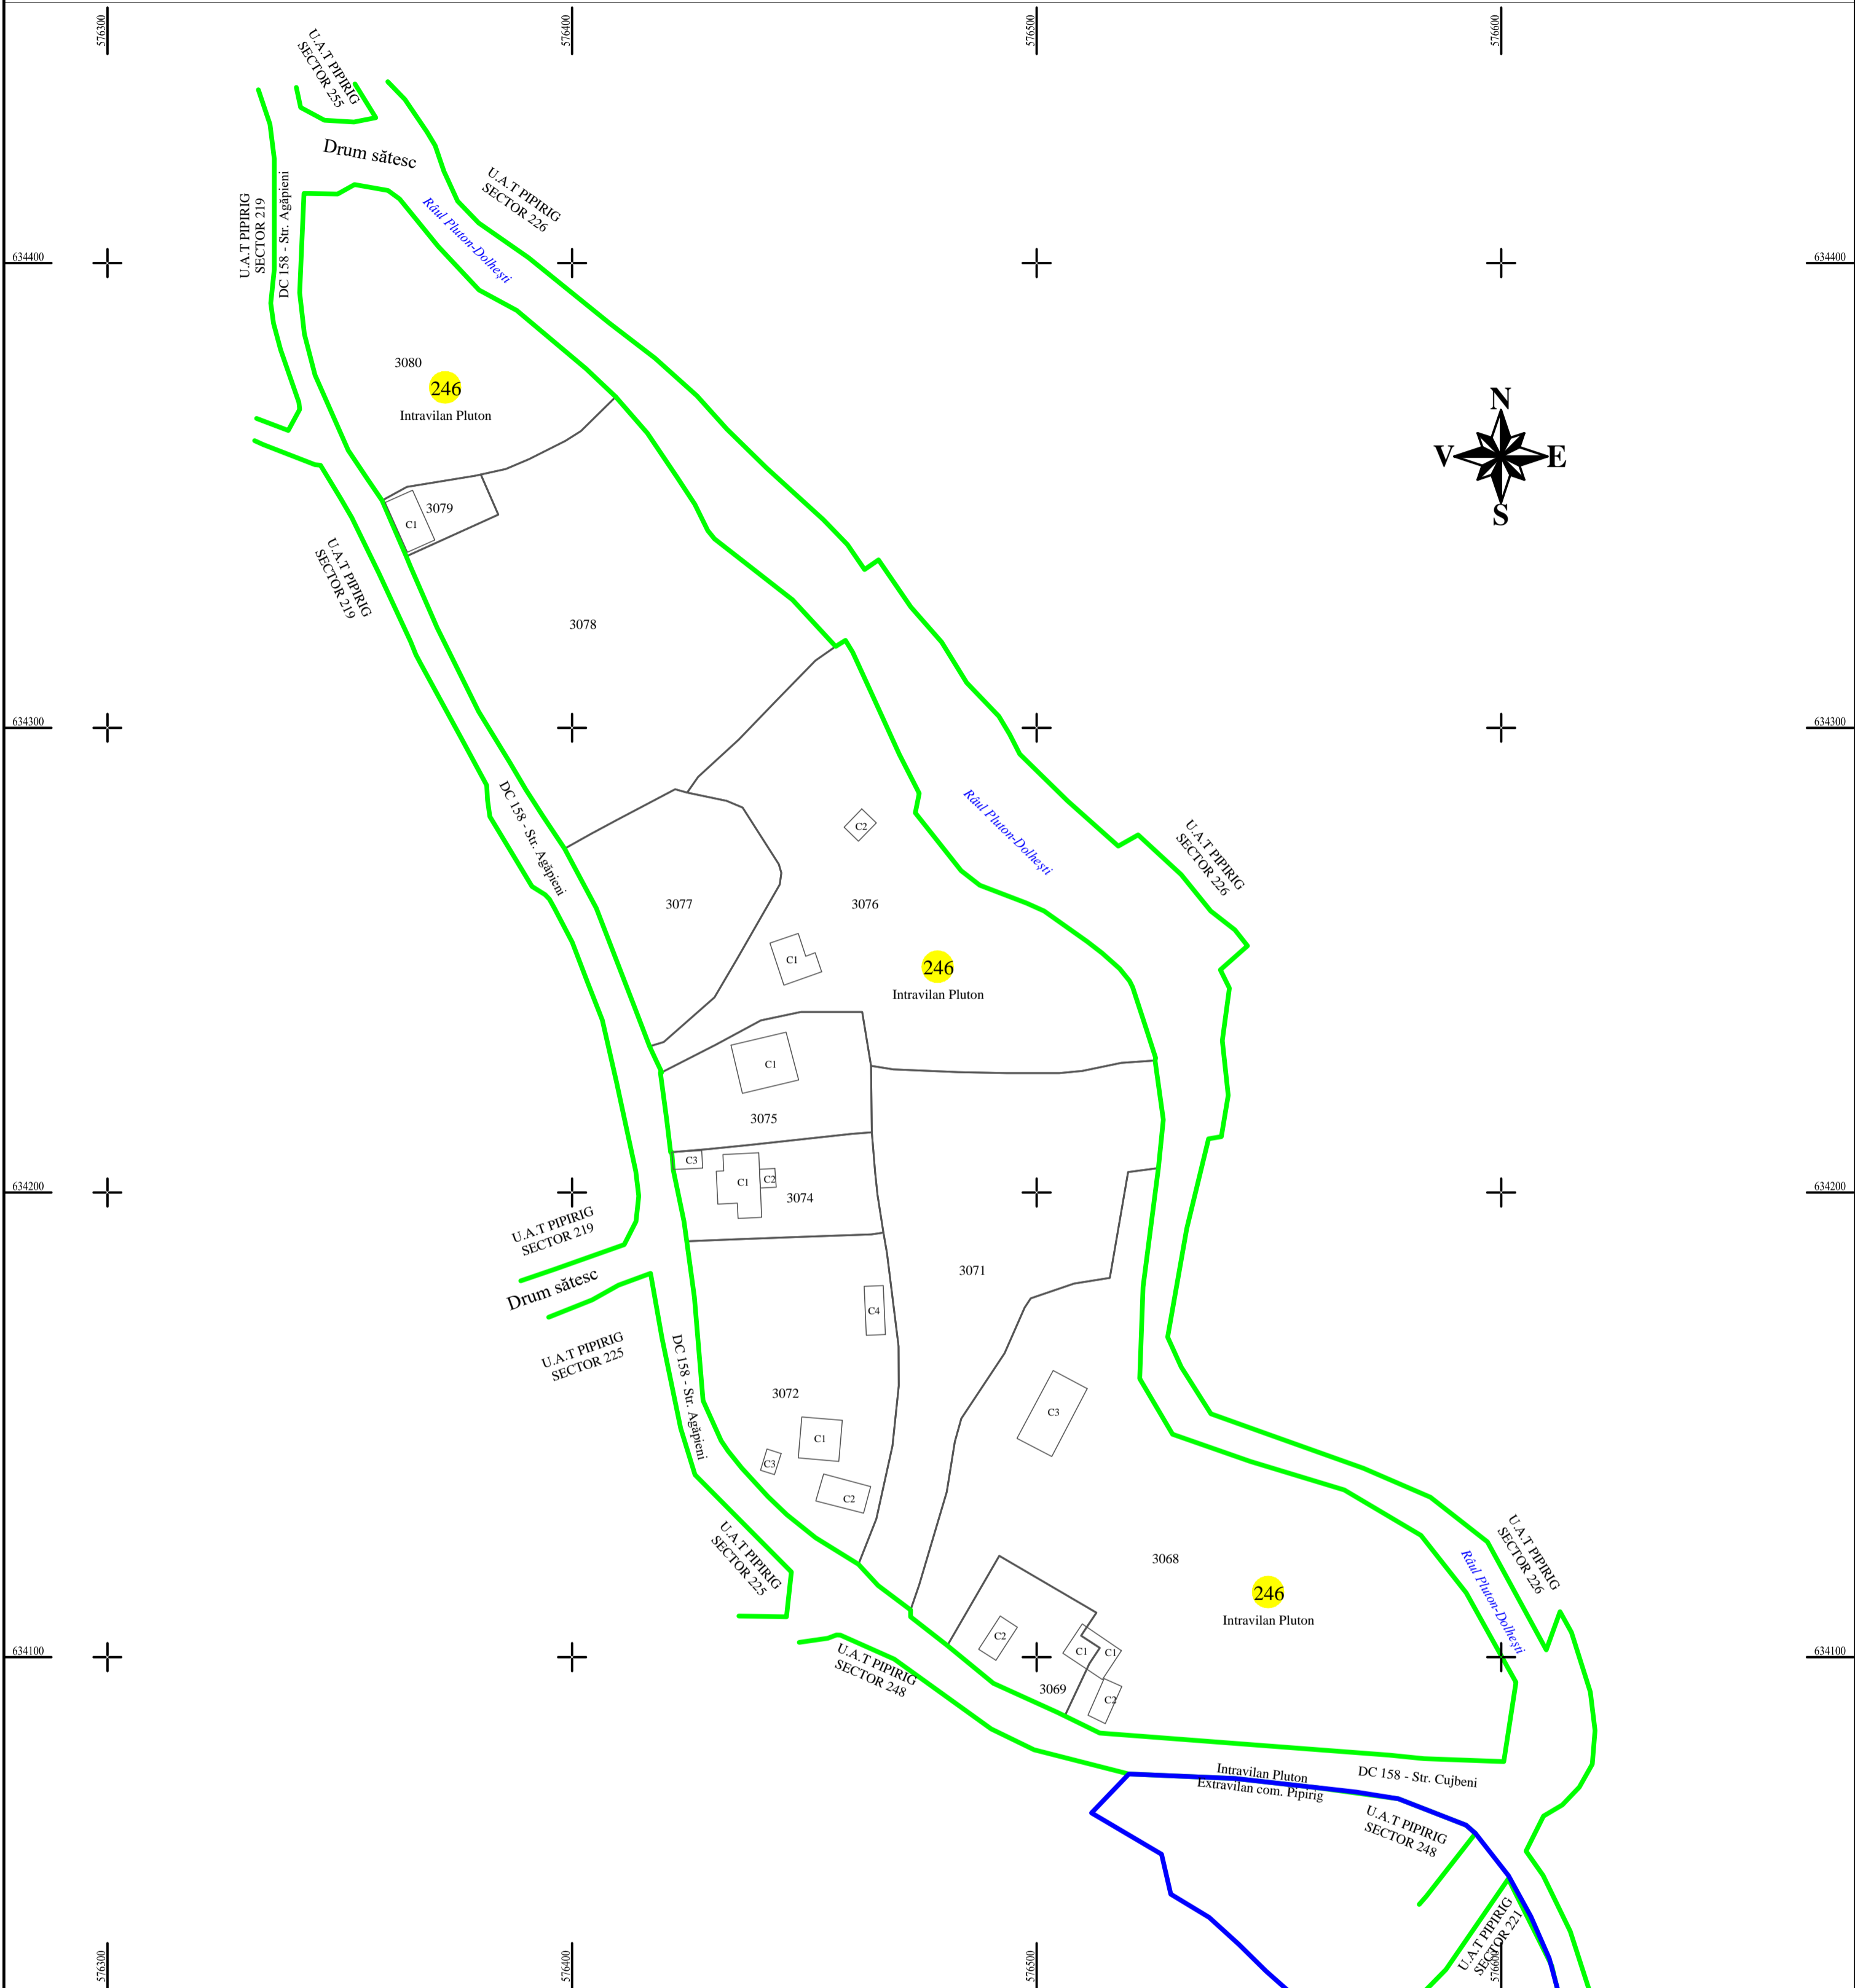 576300
576400
576500
576600
U.A.T PIPIRIG
SECTOR 255
Drum sătesc
U.A.T PIPIRIG
SECTOR 226
U.A.T PIPIRIG
SECTOR 219
DC 158 - Str. Agăpieni
Râul Pluton-Dolhești
634400
634400
3080
246
Intravilan Pluton
N
V
E
S
3079
C1
U.A.T PIPIRIG
SECTOR 219
3078
634300
634300
DC 158 - Str. Agăpieni
Râul Pluton-Dolhești
C2
U.A.T PIPIRIG
SECTOR 226
3077
3076
C1
246
Intravilan Pluton
C1
3075
C3
C1
C2
3074
634200
634200
U.A.T PIPIRIG
SECTOR 219
Drum sătesc
3071
C4
U.A.T PIPIRIG
SECTOR 225
DC 158 - Str. Agăpieni
3072
C3
C1
C3
C2
U.A.T PIPIRIG
SECTOR 225
3068
246
Intravilan Pluton
Râul Pluton-Dolhești
U.A.T PIPIRIG
SECTOR 226
C2
C1
C1
634100
634100
U.A.T PIPIRIG
SECTOR 248
3069
C2
Intravilan Pluton
Extravilan com. Pipirig
DC 158 - Str. Cujbeni
U.A.T PIPIRIG
SECTOR 248
U.A.T PIPIRIG
SECTOR 221
576300
576400
576500
576600